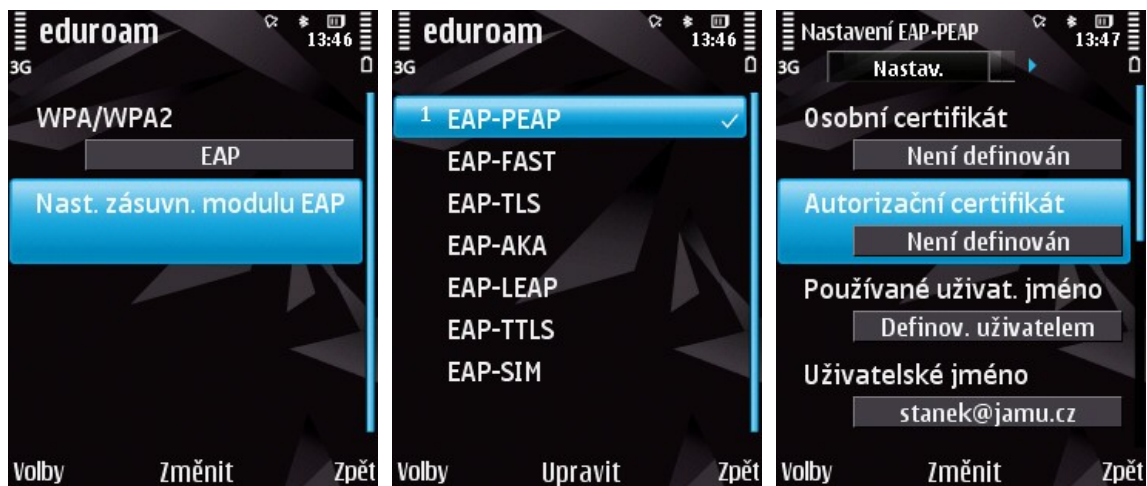 eduroam
13:46
3G
WPA/WPA2
EAP
Nast. zásuvn. modulu EAP
Volby Změnit Zpět
eduroam
13:46
3G
1 EAP-PEAP
EAP-FAST
EAP-TLS
EAP-AKA
EAP-LEAP
EAP-TTLS
EAP-SIM
Volby Upravit Zpět
Nastavení EAP-PEAP
13:47
3G Nastav.
Osobní certifikát
Není definován
Autorizační certifikát
Není definován
Používané uživat. jméno
Definov. uživatelem
Uživatelské jméno
stanek@jamu.cz
Volby Změnit Zpět